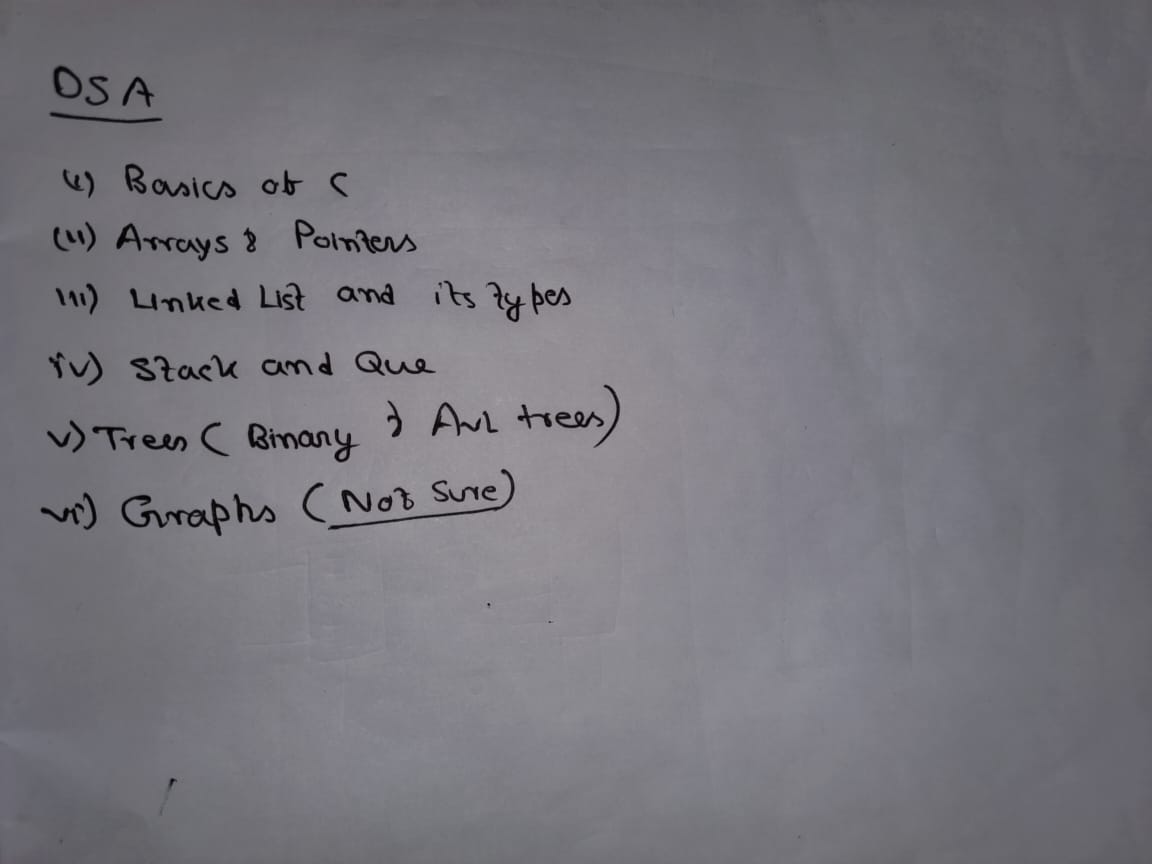 DSA
(i) Basics of C
(ii) Arrays & Pointers
iii) Linked List and its types
iv) Stack and Que
v) Trees ( Binary & AVL trees)
vi) Graphs (Not Sure)